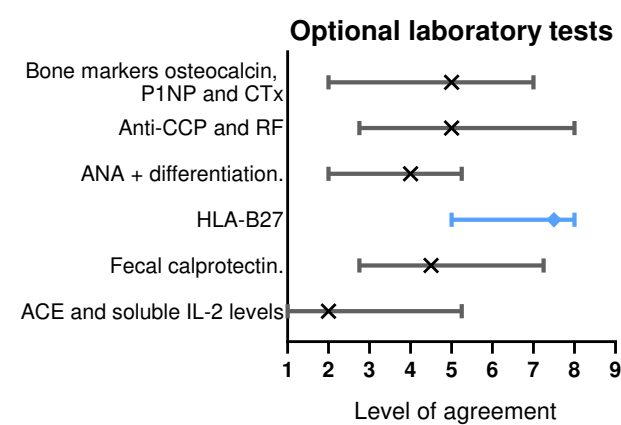 Optional laboratory tests
Bone markers osteocalcin,
P1NP and CTx
Anti-CCP and RF
ANA + differentiation.
HLA-B27
Fecal calprotectin.
ACE and soluble IL-2 levels
1 2 3 4 5 6 7 8 9
Level of agreement